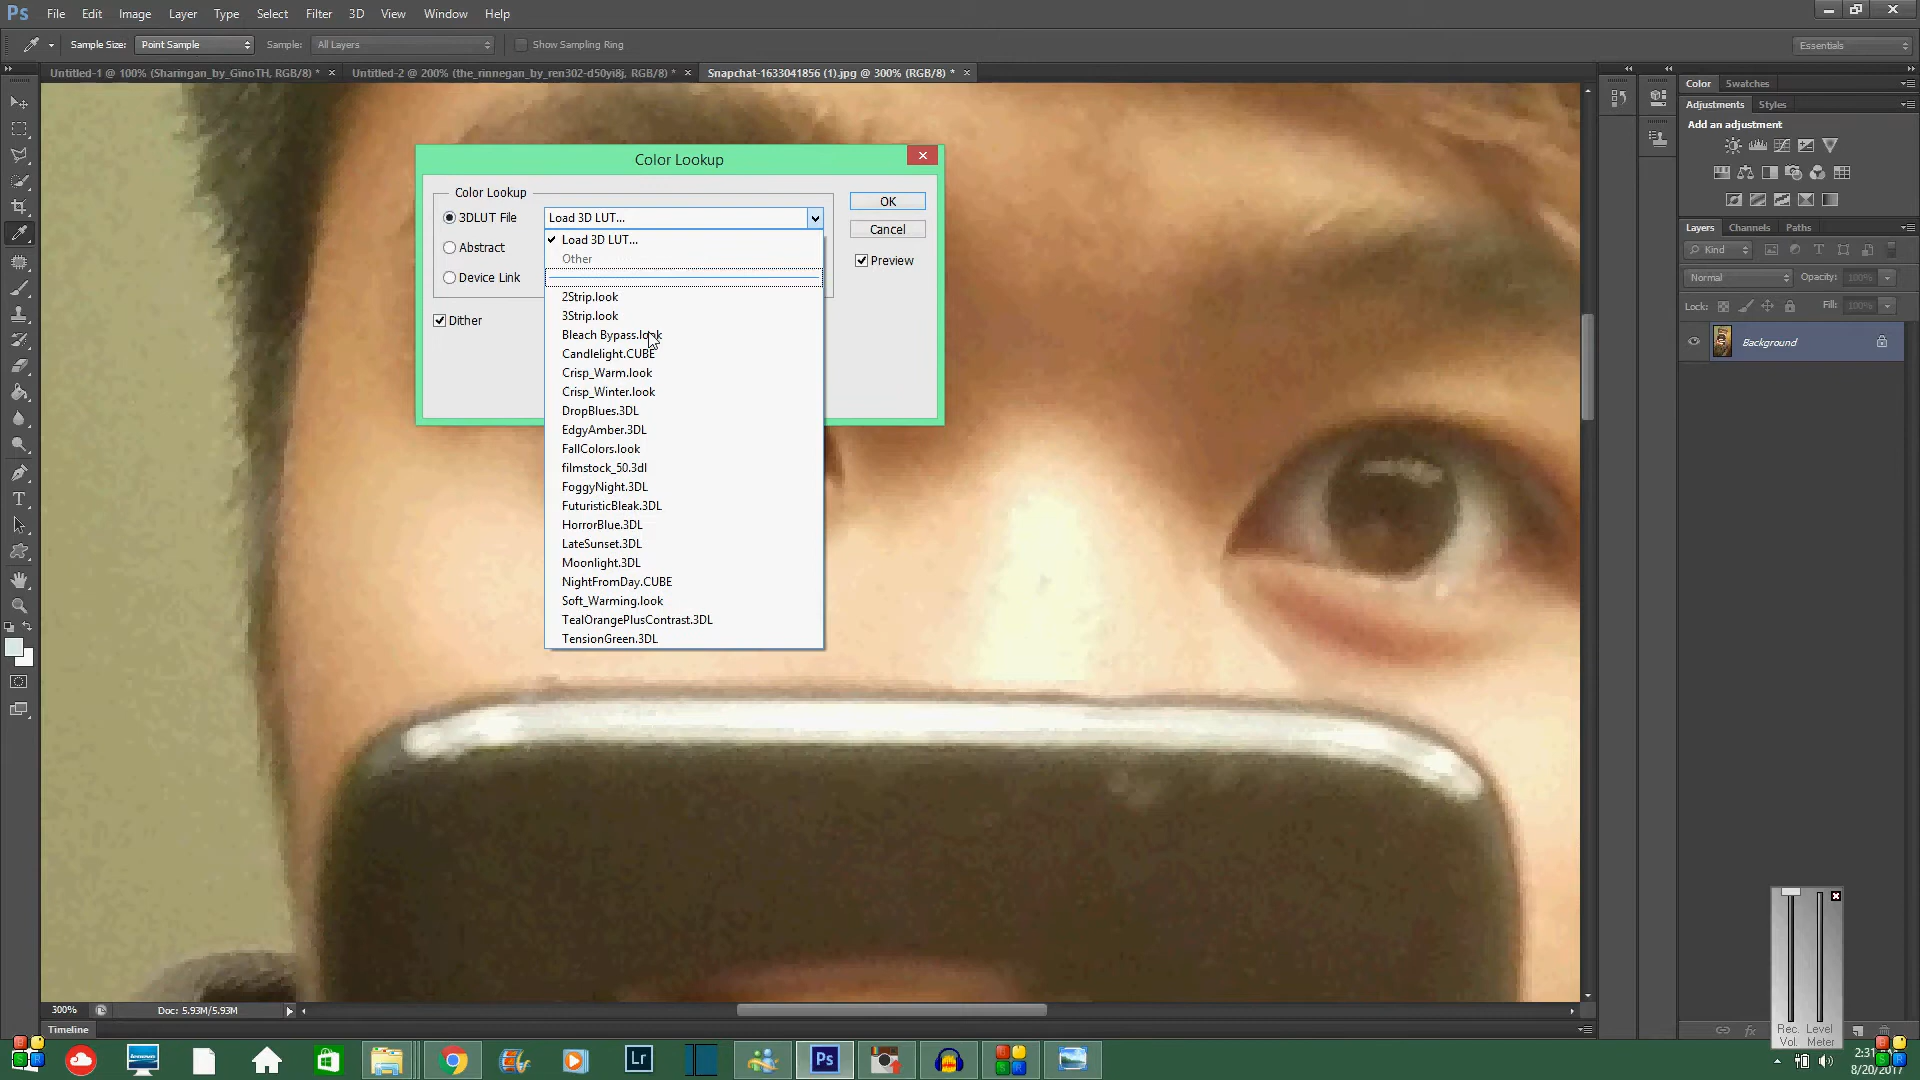 Ps File Edit Image Layer Type Select Filter 3D View Window Help
Sample Size: Point Sample Sample: All Layers Show Sampling Ring Essentials
Untitled-1 @ 100% (Sharingan_by_GinoTH, RGB/8) * × Untitled-2 @ 200% (the_rinnegan_by_ren302-d50yi8j, RGB/8) * × Snapchat-1633041856 (1).jpg @ 300% (RGB/8) * ×
Color Swatches
Adjustments Styles
Add an adjustment
Layers Channels Paths
Kind
Normal Opacity: 100%
Lock: Fill: 100%
Background
Color Lookup
Color Lookup
3DLUT File Load 3D LUT... OK
Abstract Cancel
Device Link Preview
Dither
Load 3D LUT...
Other
2Strip.look
3Strip.look
Bleach Bypass.look
Candlelight.CUBE
Crisp_Warm.look
Crisp_Winter.look
DropBlues.3DL
EdgyAmber.3DL
FallColors.look
filmstock_50.3dl
FoggyNight.3DL
FuturisticBleak.3DL
HorrorBlue.3DL
LateSunset.3DL
Moonlight.3DL
NightFromDay.CUBE
Soft_Warming.look
TealOrangePlusContrast.3DL
TensionGreen.3DL
T
300% Doc: 5.93M/5.93M
Timeline
Rec. Level
Vol. Meter
fx
Lr Ps
8/20/2017